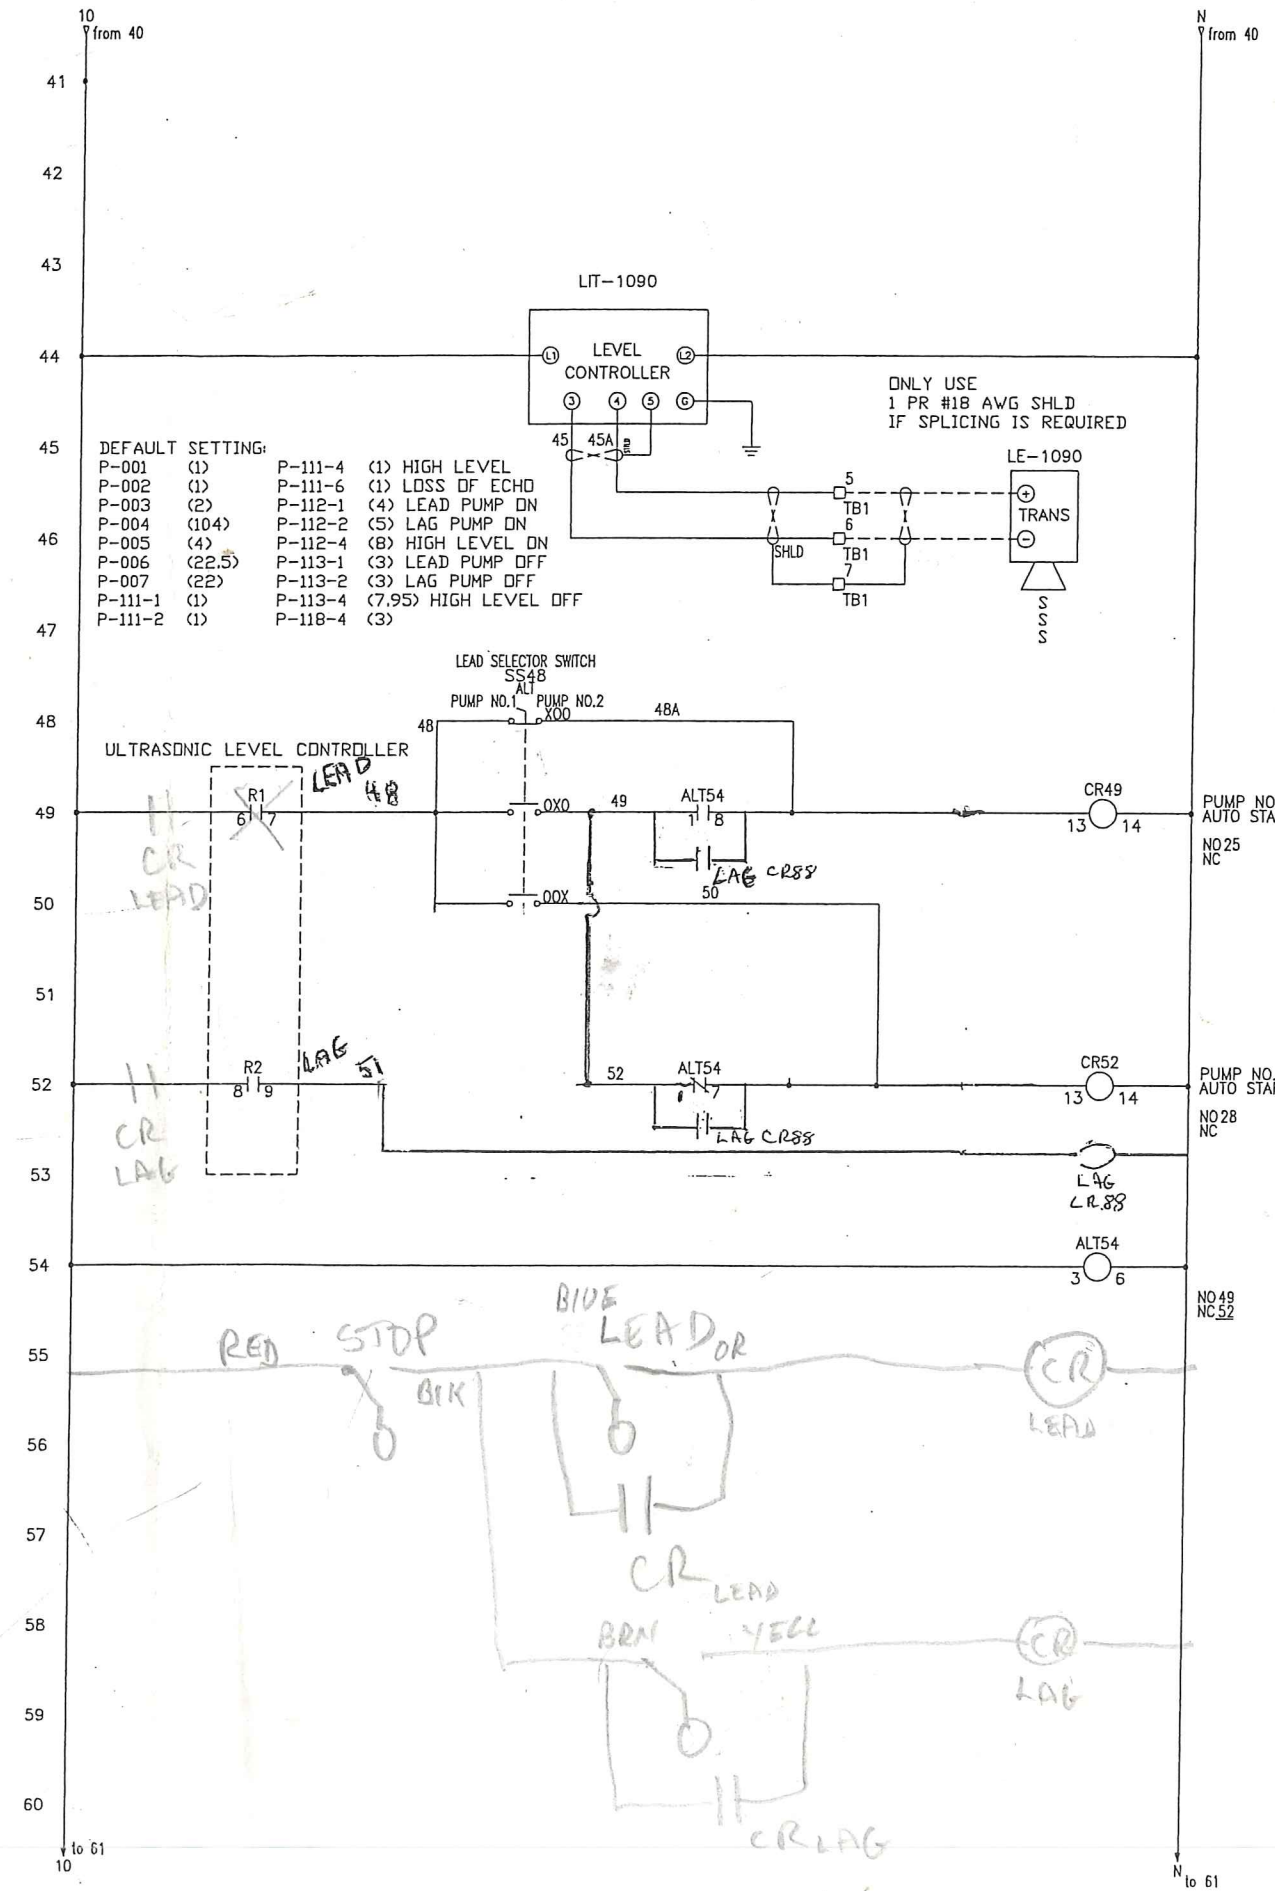 10
from 40
N
from 40
41
42
43
LIT-1090
44
L1
LEVEL
CONTROLLER
L2
3
4
5
G
ONLY USE
1 PR #18 AWG SHLD
IF SPLICING IS REQUIRED
45
45
45A
SHLD
LE-1090
DEFAULT SETTING:
P-001 (1) P-111-4 (1) HIGH LEVEL
P-002 (1) P-111-6 (1) LOSS OF ECHO
P-003 (2) P-112-1 (4) LEAD PUMP ON
P-004 (104) P-112-2 (5) LAG PUMP ON
P-005 (4) P-112-4 (8) HIGH LEVEL ON
P-006 (22.5) P-113-1 (3) LEAD PUMP OFF
P-007 (22) P-113-2 (3) LAG PUMP OFF
P-111-1 (1) P-113-4 (7.95) HIGH LEVEL OFF
P-111-2 (1) P-118-4 (3)
5
TB1
+
TRANS
46
6
TB1
-
SHLD
7
TB1
S
S
S
47
LEAD SELECTOR SWITCH
SS48
ALT
PUMP NO.1 PUMP NO.2
48
48
XOO
48A
ULTRASONIC LEVEL CONTROLLER
LEAD
48
49
R1
6 7
OXO
49
ALT54
1 8
CR49
13 14
PUMP NO
AUTO STA
NO25
NC
CR
LEAD
LAG CR88
50
OOX
50
51
LAG
51
52
R2
8 9
52
ALT54
1 7
CR52
13 14
PUMP NO.
AUTO STA
NO28
NC
CR
LAG
LAG CR88
53
LAG
CR88
54
ALT54
3 6
NO49
NC52
55
RED
STOP
BLK
BLUE
LEAD
OR
CR
LEAD
56
57
CR LEAD
58
BRN
YELL
CR
LAG
59
60
CR LAG
to 61
10
N
to 61